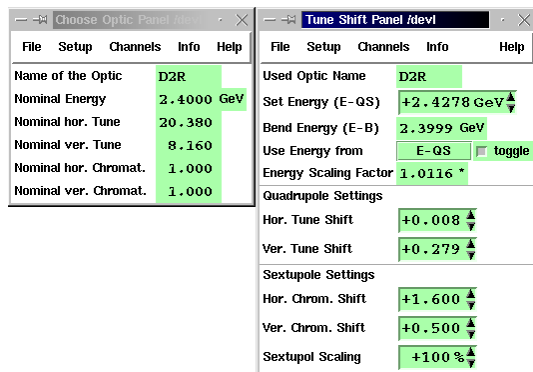 Choose Optic Panel /devl
File Setup Channels Info Help
Name of the Optic D2R
Nominal Energy 2.4000 GeV
Nominal hor. Tune 20.380
Nominal ver. Tune 8.160
Nominal hor. Chromat. 1.000
Nominal ver. Chromat. 1.000
Tune Shift Panel /devl
File Setup Channels Info Help
Used Optic Name D2R
Set Energy (E-QS) +2.4278 GeV
Bend Energy (E-B) 2.3999 GeV
Use Energy from E-QS toggle
Energy Scaling Factor 1.0116 *
Quadrupole Settings
Hor. Tune Shift +0.008
Ver. Tune Shift +0.279
Sextupole Settings
Hor. Chrom. Shift +1.600
Ver. Chrom. Shift +0.500
Sextupol Scaling +100 %